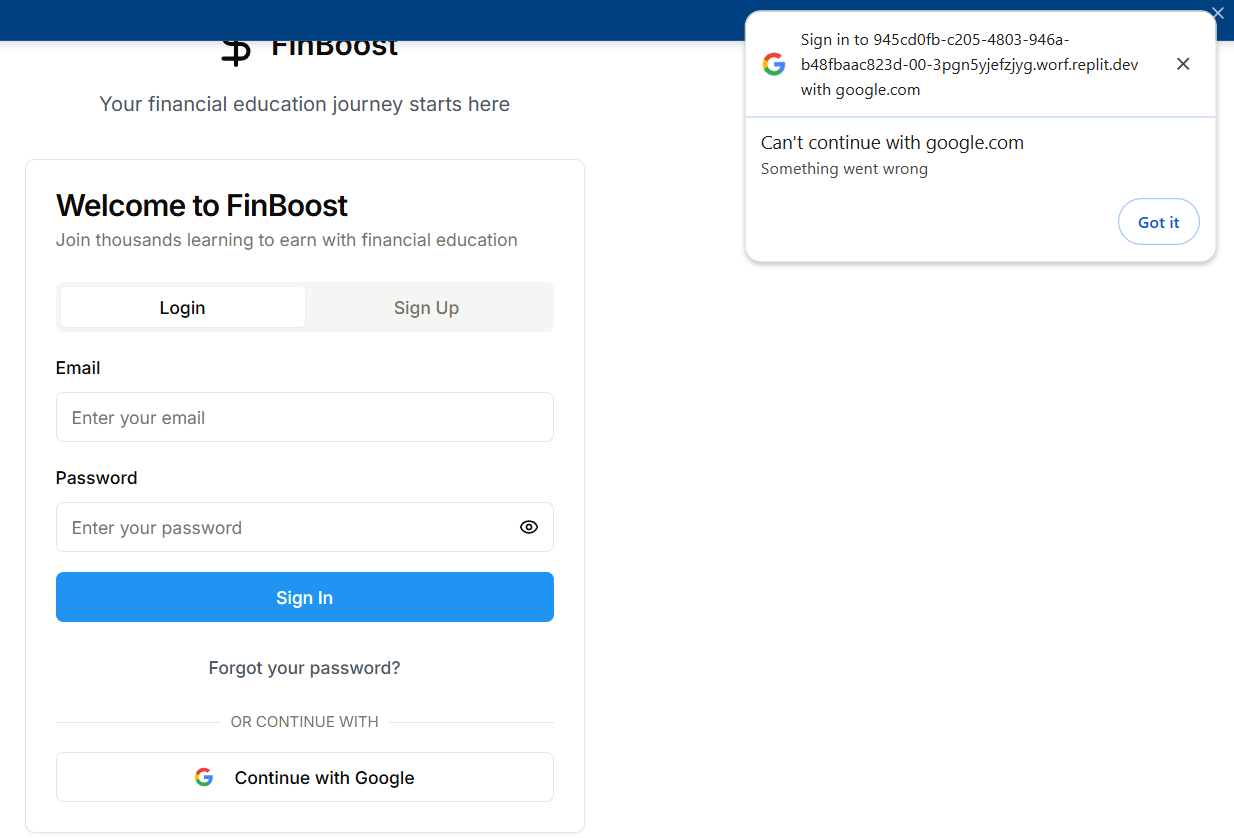 FinBoost
Your financial education journey starts here
Welcome to FinBoost
Join thousands learning to earn with financial education
Login
Sign Up
Email
Enter your email
Password
Enter your password
Sign In
Forgot your password?
OR CONTINUE WITH
Continue with Google
Sign in to 945cd0fb-c205-4803-946a-
b48fbaac823d-00-3pgn5yjefzjyg.worf.replit.dev
with google.com
Can't continue with google.com
Something went wrong
Got it